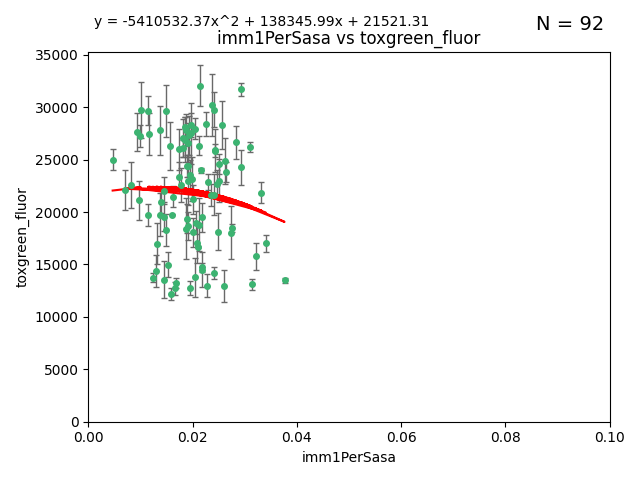 y = -5410532.37x^2 + 138345.99x + 21521.31
N = 92
imm1PerSasa vs toxgreen_fluor
35000
30000
25000
20000
15000
10000
5000
0
toxgreen_fluor
0.00 0.02 0.04 0.06 0.08 0.10
imm1PerSasa